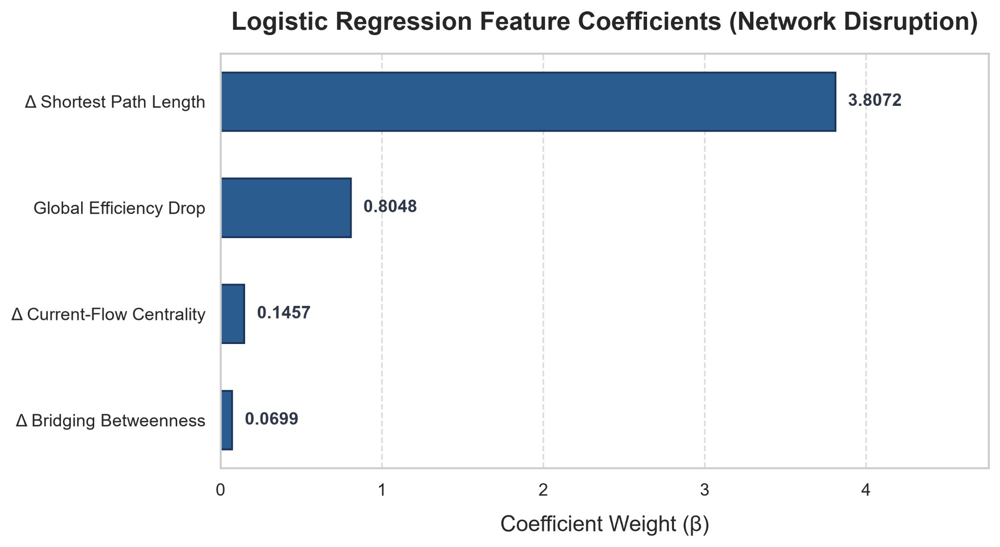 Logistic Regression Feature Coefficients (Network Disruption)
Δ Shortest Path Length
3.8072
Global Efficiency Drop
0.8048
Δ Current-Flow Centrality
0.1457
Δ Bridging Betweenness
0.0699
0 1 2 3 4
Coefficient Weight (β)